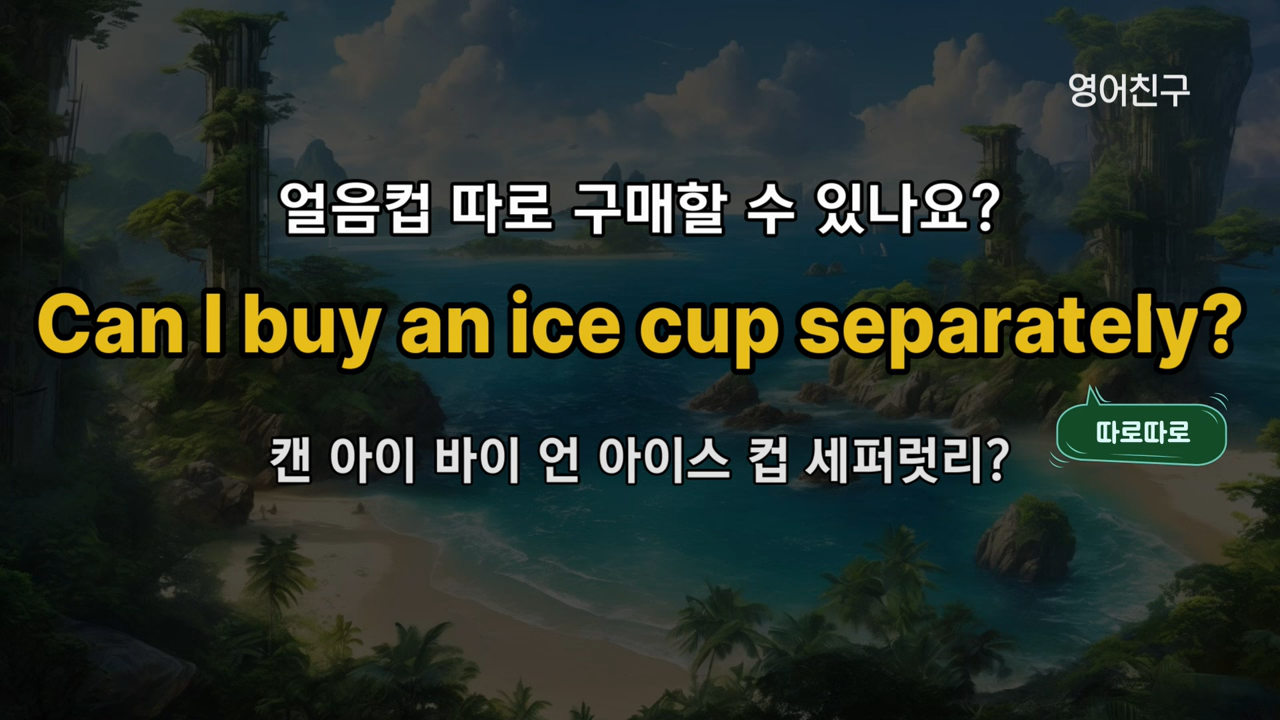 영어친구
얼음컵 따로 구매할 수 있나요?
Can I buy an ice cup separately?
따로따로
캔 아이 바이 언 아이스 컵 세퍼럿리?